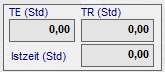 TE (Std) TR (Std)
0,00 0,00
Istzeit (Std) 0,00